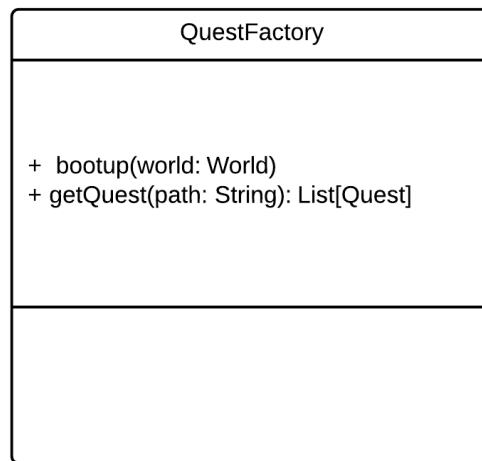 QuestFactory
+ bootup(world: World)
+ getQuest(path: String): List[Quest]